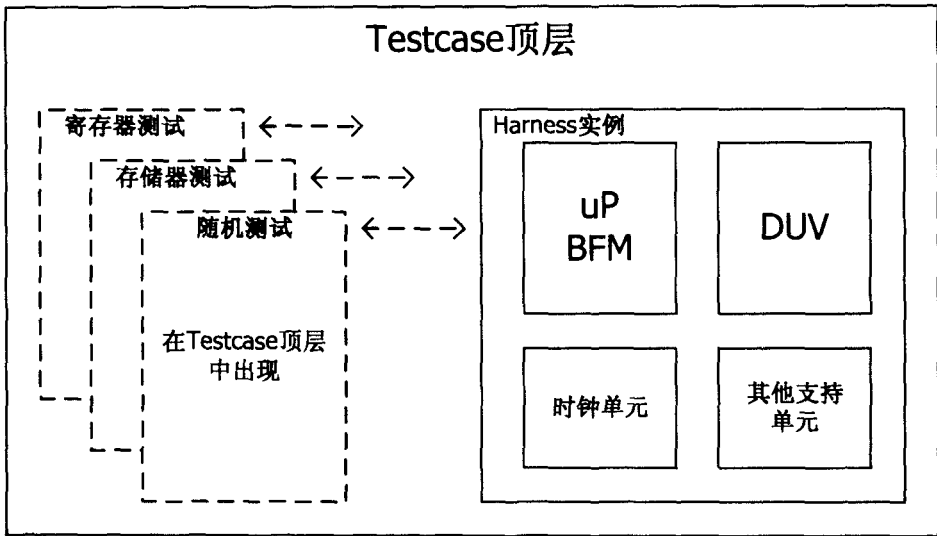 Testcase顶层
寄存器测试
存储器测试
随机测试
在Testcase顶层
中出现
Harness实例
uP
BFM
DUV
时钟单元
其他支持
单元